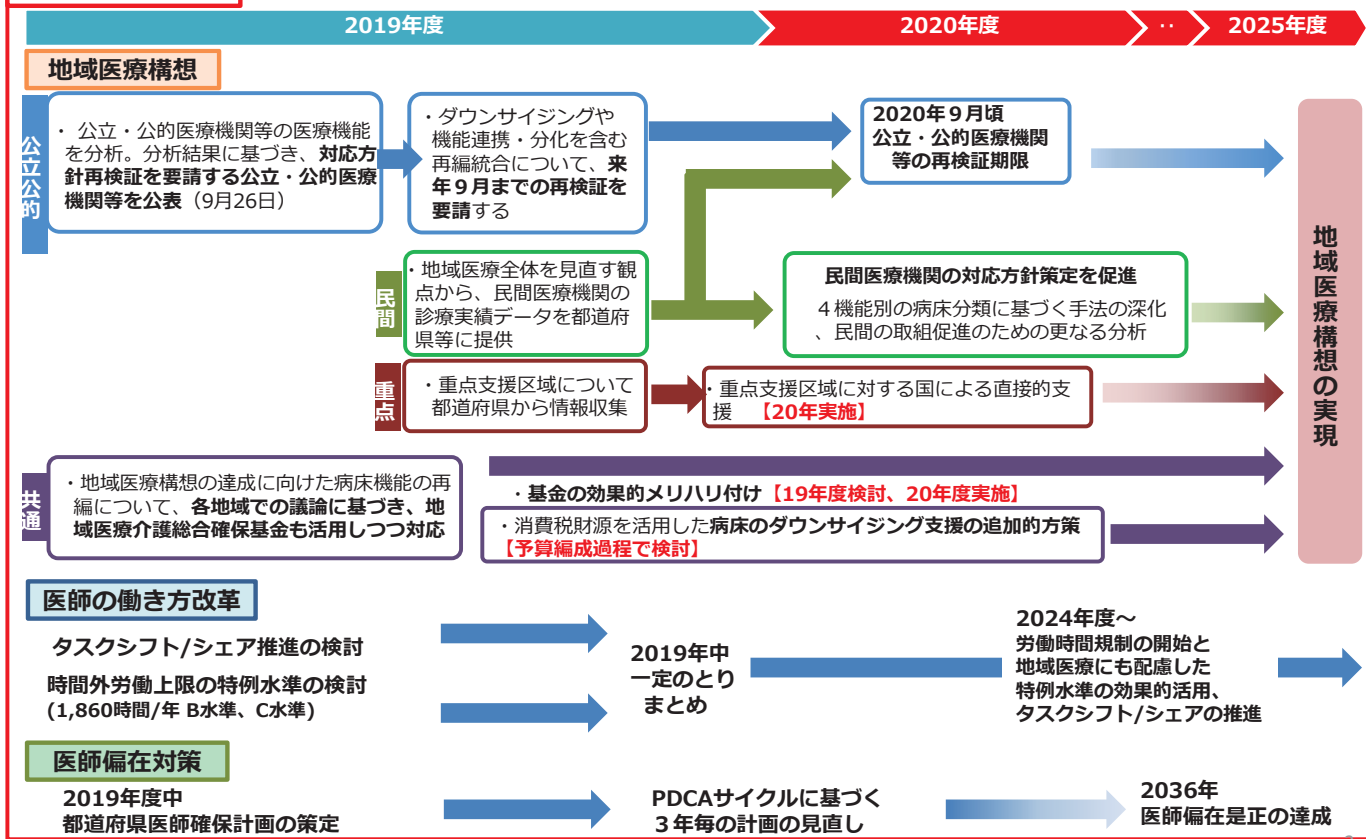 2019年度
2020年度
‥
2025年度
地域医療構想
公立公的
・ 公立・公的医療機関等の医療機能
を分析。分析結果に基づき、対応方
針再検証を要請する公立・公的医療
機関等を公表（9月26日）
・ダウンサイジングや
機能連携・分化を含む
再編統合について、来
年９月までの再検証を
要請する
2020年９月頃
公立・公的医療機関
等の再検証期限
民間
・地域医療全体を見直す観
点から、民間医療機関の
診療実績データを都道府
県等に提供
民間医療機関の対応方針策定を促進
４機能別の病床分類に基づく手法の深化
、民間の取組促進のための更なる分析
重点
・重点支援区域について
都道府県から情報収集
・重点支援区域に対する国による直接的支
援 【20年実施】
共通
・地域医療構想の達成に向けた病床機能の再
編について、各地域での議論に基づき、地
域医療介護総合確保基金も活用しつつ対応
・基金の効果的メリハリ付け【19年度検討、20年度実施】
・消費税財源を活用した病床のダウンサイジング支援の追加的方策
【予算編成過程で検討】
地域医療構想の実現
医師の働き方改革
タスクシフト/シェア推進の検討
時間外労働上限の特例水準の検討
(1,860時間/年 B水準、C水準)
2019年中
一定のとり
まとめ
2024年度～
労働時間規制の開始と
地域医療にも配慮した
特例水準の効果的活用、
タスクシフト/シェアの推進
医師偏在対策
2019年度中
都道府県医師確保計画の策定
PDCAサイクルに基づく
３年毎の計画の見直し
2036年
医師偏在是正の達成